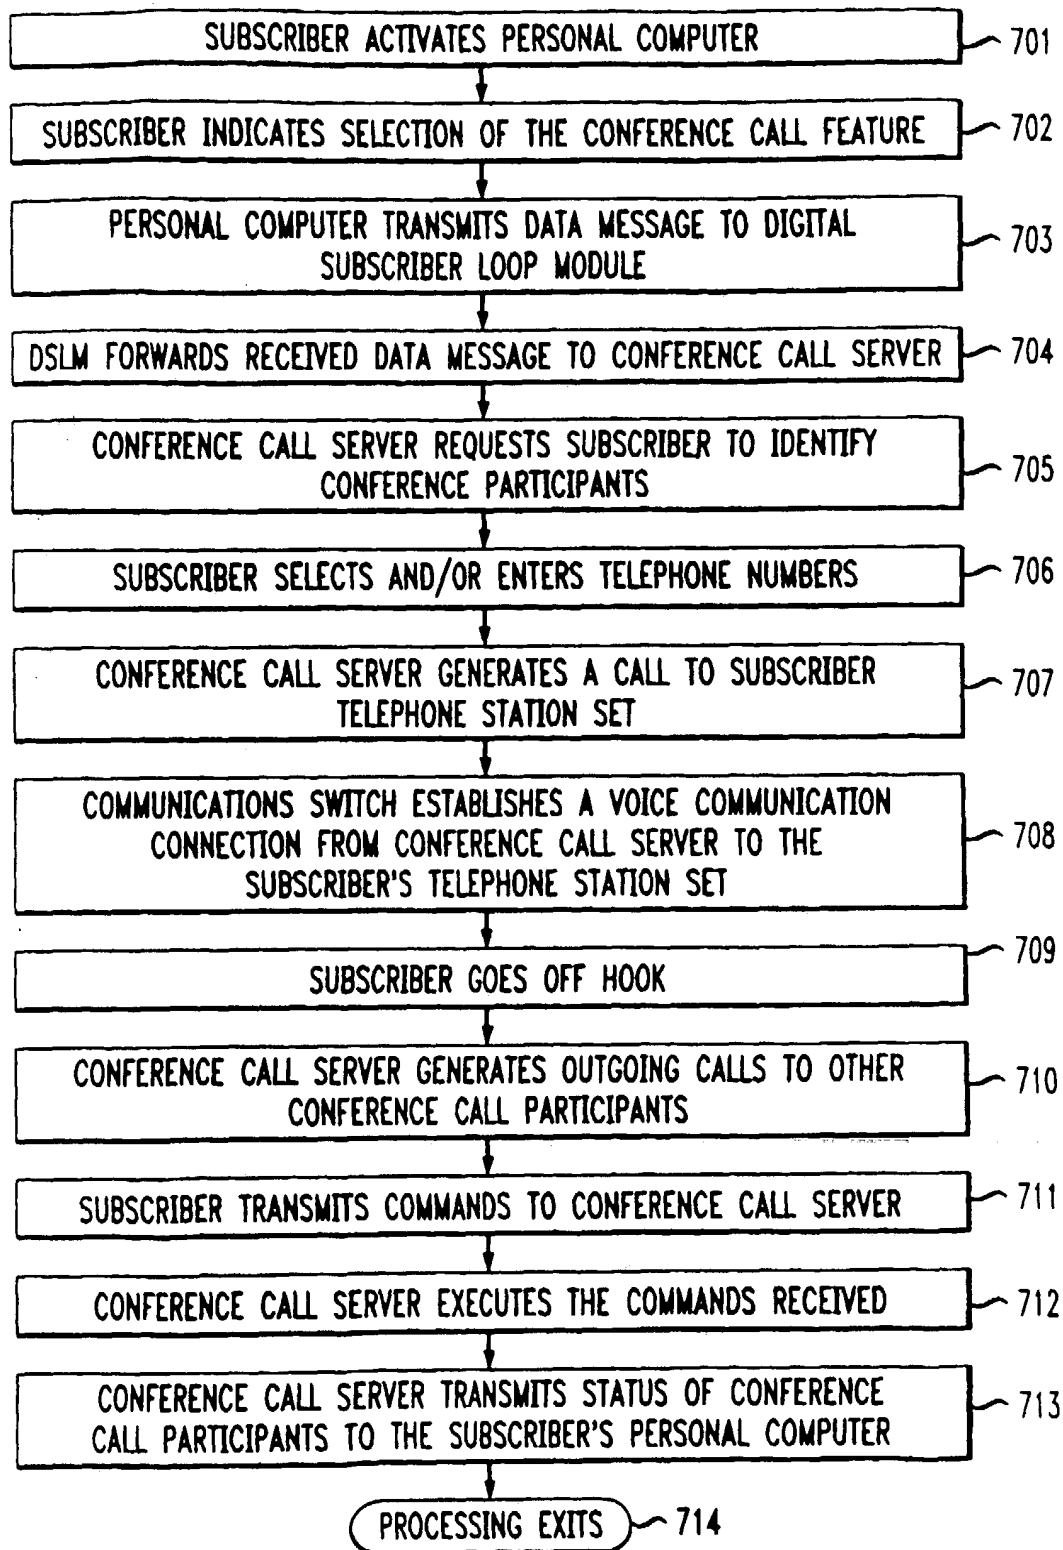 SUBSCRIBER ACTIVATES PERSONAL COMPUTER 701
SUBSCRIBER INDICATES SELECTION OF THE CONFERENCE CALL FEATURE 702
PERSONAL COMPUTER TRANSMITS DATA MESSAGE TO DIGITAL
SUBSCRIBER LOOP MODULE
703
DSLM FORWARDS RECEIVED DATA MESSAGE TO CONFERENCE CALL SERVER 704
CONFERENCE CALL SERVER REQUESTS SUBSCRIBER TO IDENTIFY
CONFERENCE PARTICIPANTS
705
SUBSCRIBER SELECTS AND/OR ENTERS TELEPHONE NUMBERS 706
CONFERENCE CALL SERVER GENERATES A CALL TO SUBSCRIBER
TELEPHONE STATION SET
707
COMMUNICATIONS SWITCH ESTABLISHES A VOICE COMMUNICATION
CONNECTION FROM CONFERENCE CALL SERVER TO THE
SUBSCRIBER'S TELEPHONE STATION SET
708
SUBSCRIBER GOES OFF HOOK 709
CONFERENCE CALL SERVER GENERATES OUTGOING CALLS TO OTHER
CONFERENCE CALL PARTICIPANTS
710
SUBSCRIBER TRANSMITS COMMANDS TO CONFERENCE CALL SERVER 711
CONFERENCE CALL SERVER EXECUTES THE COMMANDS RECEIVED 712
CONFERENCE CALL SERVER TRANSMITS STATUS OF CONFERENCE
CALL PARTICIPANTS TO THE SUBSCRIBER'S PERSONAL COMPUTER
713
PROCESSING EXITS 714